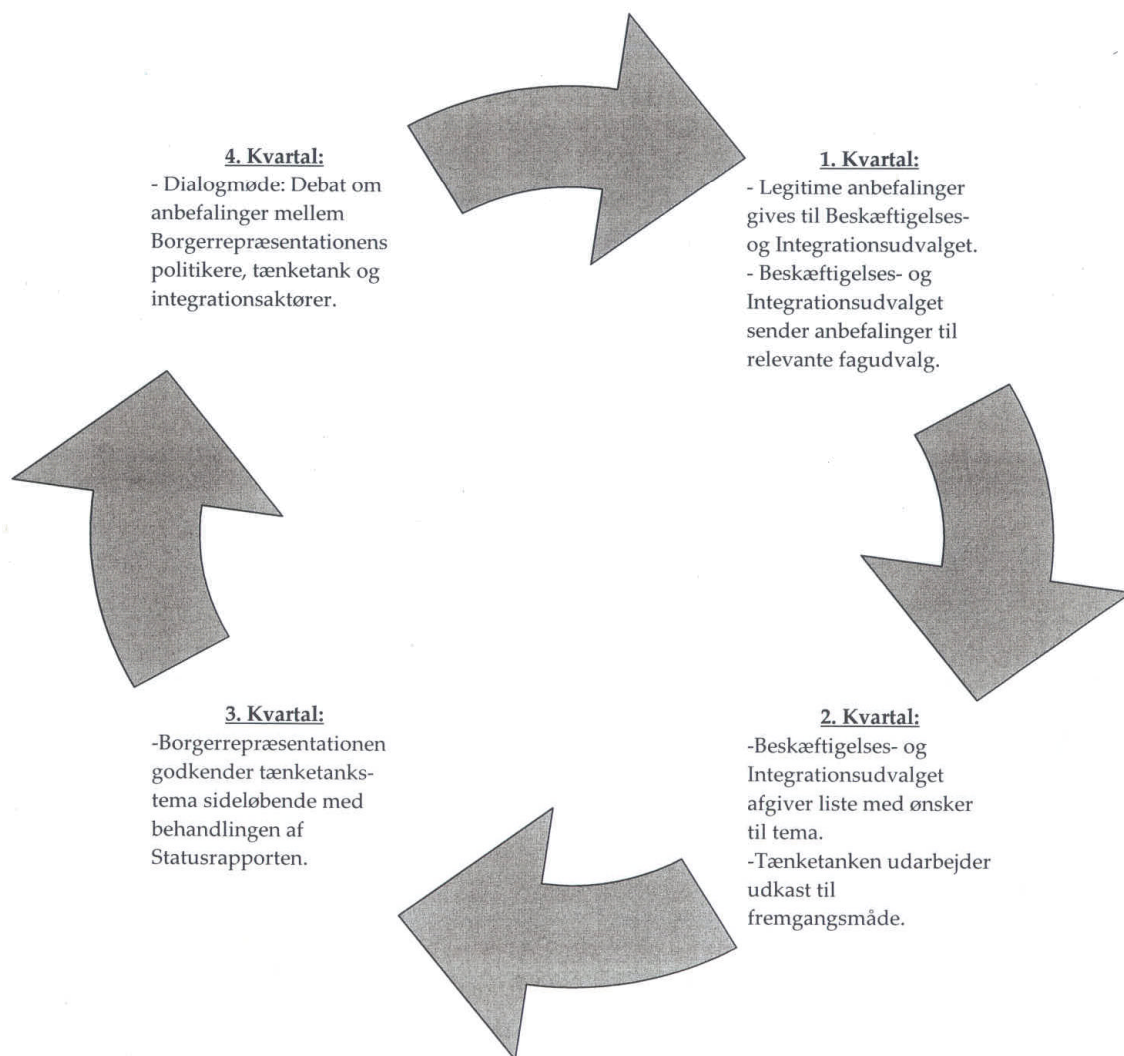 4. Kvartal:
- Dialogmøde: Debat om
anbefalinger mellem
Borgerrepræsentationens
politikere, tænketank og
integrationsaktører.
1. Kvartal:
- Legitime anbefalinger
gives til Beskæftigelses-
og Integrationsudvalget.
- Beskæftigelses- og
Integrationsudvalget
sender anbefalinger til
relevante fagudvalg.
3. Kvartal:
-Borgerrepræsentationen
godkender tænketanks-
tema sideløbende med
behandlingen af
Statusrapporten.
2. Kvartal:
-Beskæftigelses- og
Integrationsudvalget
afgiver liste med ønsker
til tema.
-Tænketanken udarbejder
udkast til
fremgangsmåde.